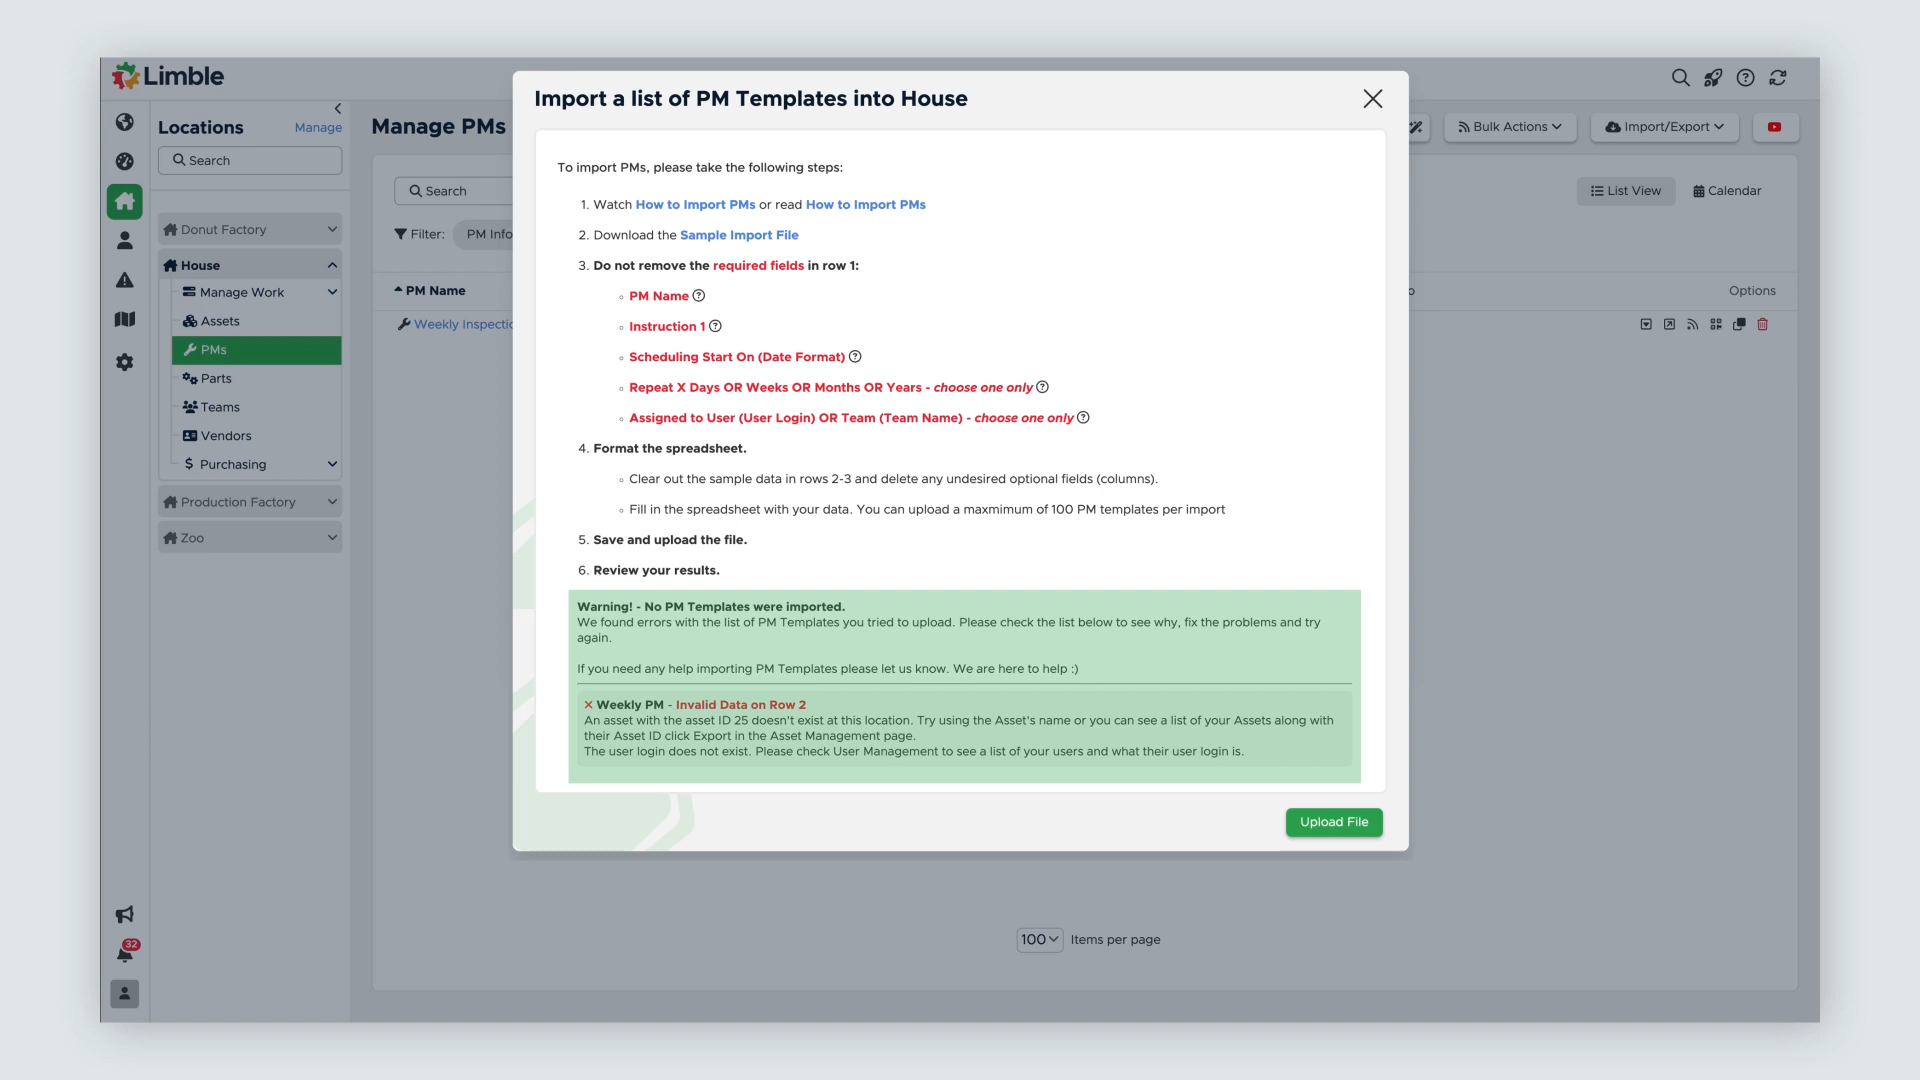 Limble
Import a list of PM Templates into House
Locations
Manage
Manage PMs
Bulk Actions
Import/Export
Search
Search
List View
Calendar
Filter:
PM Info
Donut Factory
House
Manage Work
Assets
PMs
Parts
Teams
Vendors
Purchasing
Production Factory
Zoo
PM Name
Options
Weekly Inspectio
To import PMs, please take the following steps:
1. Watch How to Import PMs or read How to Import PMs
2. Download the Sample Import File
3. Do not remove the required fields in row 1:
PM Name
Instruction 1
Scheduling Start On (Date Format)
Repeat X Days OR Weeks OR Months OR Years - choose one only
Assigned to User (User Login) OR Team (Team Name) - choose one only
4. Format the spreadsheet.
Clear out the sample data in rows 2-3 and delete any undesired optional fields (columns).
Fill in the spreadsheet with your data. You can upload a maxmimum of 100 PM templates per import
5. Save and upload the file.
6. Review your results.
Warning! - No PM Templates were imported.
We found errors with the list of PM Templates you tried to upload. Please check the list below to see why, fix the problems and try
again.
If you need any help importing PM Templates please let us know. We are here to help :)
× Weekly PM - Invalid Data on Row 2
An asset with the asset ID 25 doesn't exist at this location. Try using the Asset's name or you can see a list of your Assets along with
their Asset ID click Export in the Asset Management page.
The user login does not exist. Please check User Management to see a list of your users and what their user login is.
Upload File
100
Items per page
32